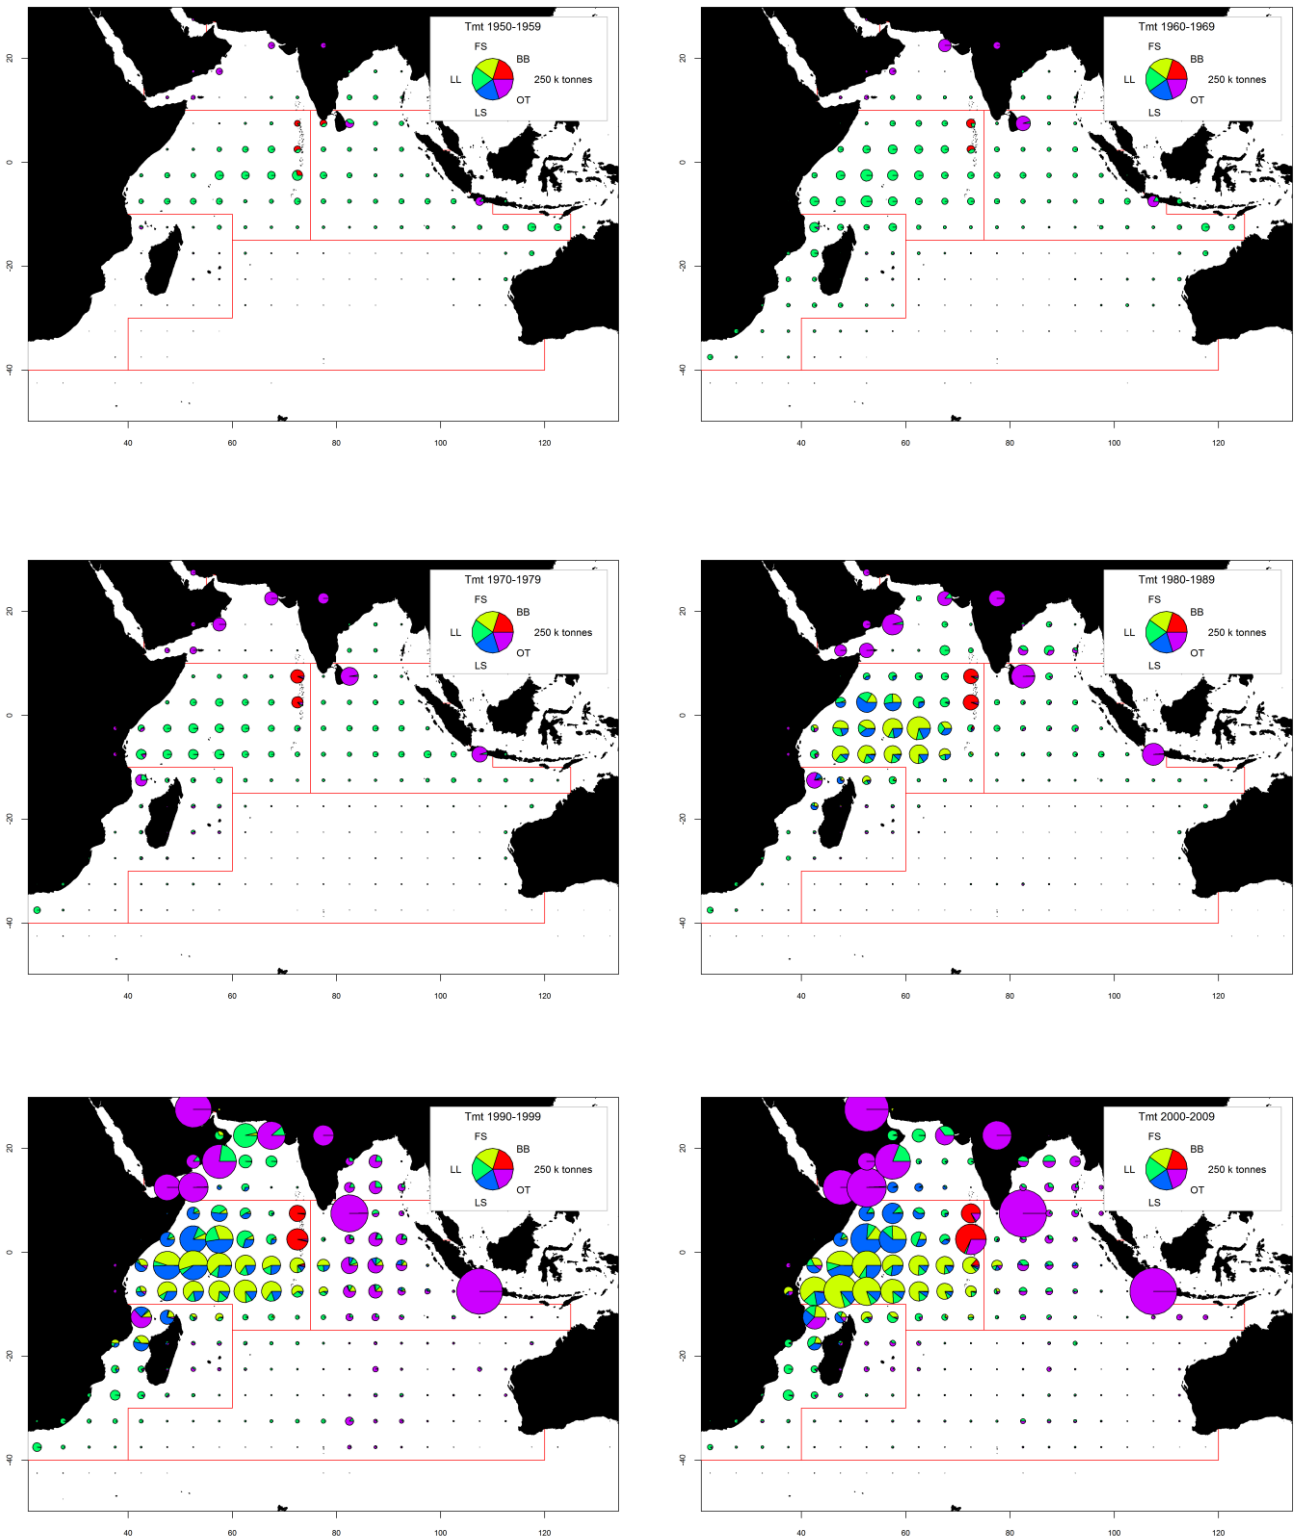 Tmt 1950-1959
FS
BB
LL
250 k tonnes
OT
LS
20
0
-20
-40
40
60
80
100
120
Tmt 1960-1969
FS
BB
LL
250 k tonnes
OT
LS
20
0
-20
-40
40
60
80
100
120
Tmt 1970-1979
FS
BB
LL
250 k tonnes
OT
LS
20
0
-20
-40
40
60
80
100
120
Tmt 1980-1989
FS
BB
LL
250 k tonnes
OT
LS
20
0
-20
-40
40
60
80
100
120
Tmt 1990-1999
FS
BB
LL
250 k tonnes
OT
LS
20
0
-20
-40
40
60
80
100
120
Tmt 2000-2009
FS
BB
LL
250 k tonnes
OT
LS
20
0
-20
-40
40
60
80
100
120